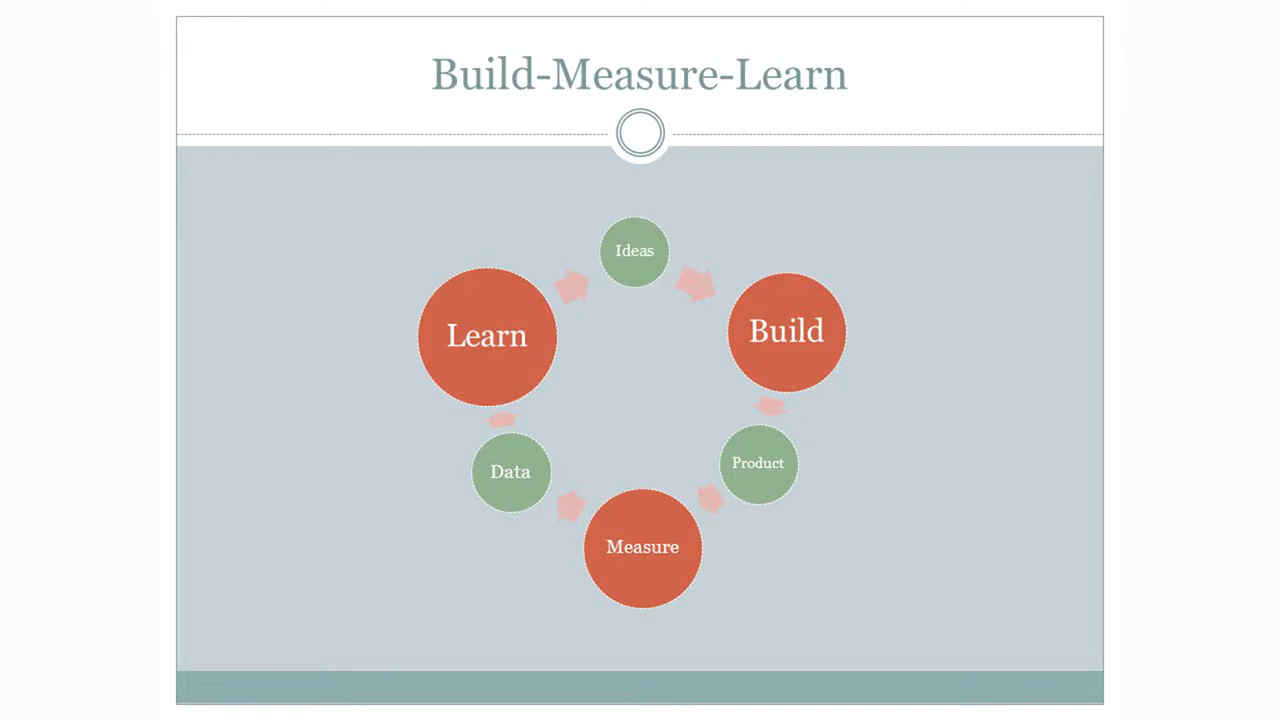 Build-Measure-Learn
Ideas
Build
Product
Measure
Data
Learn